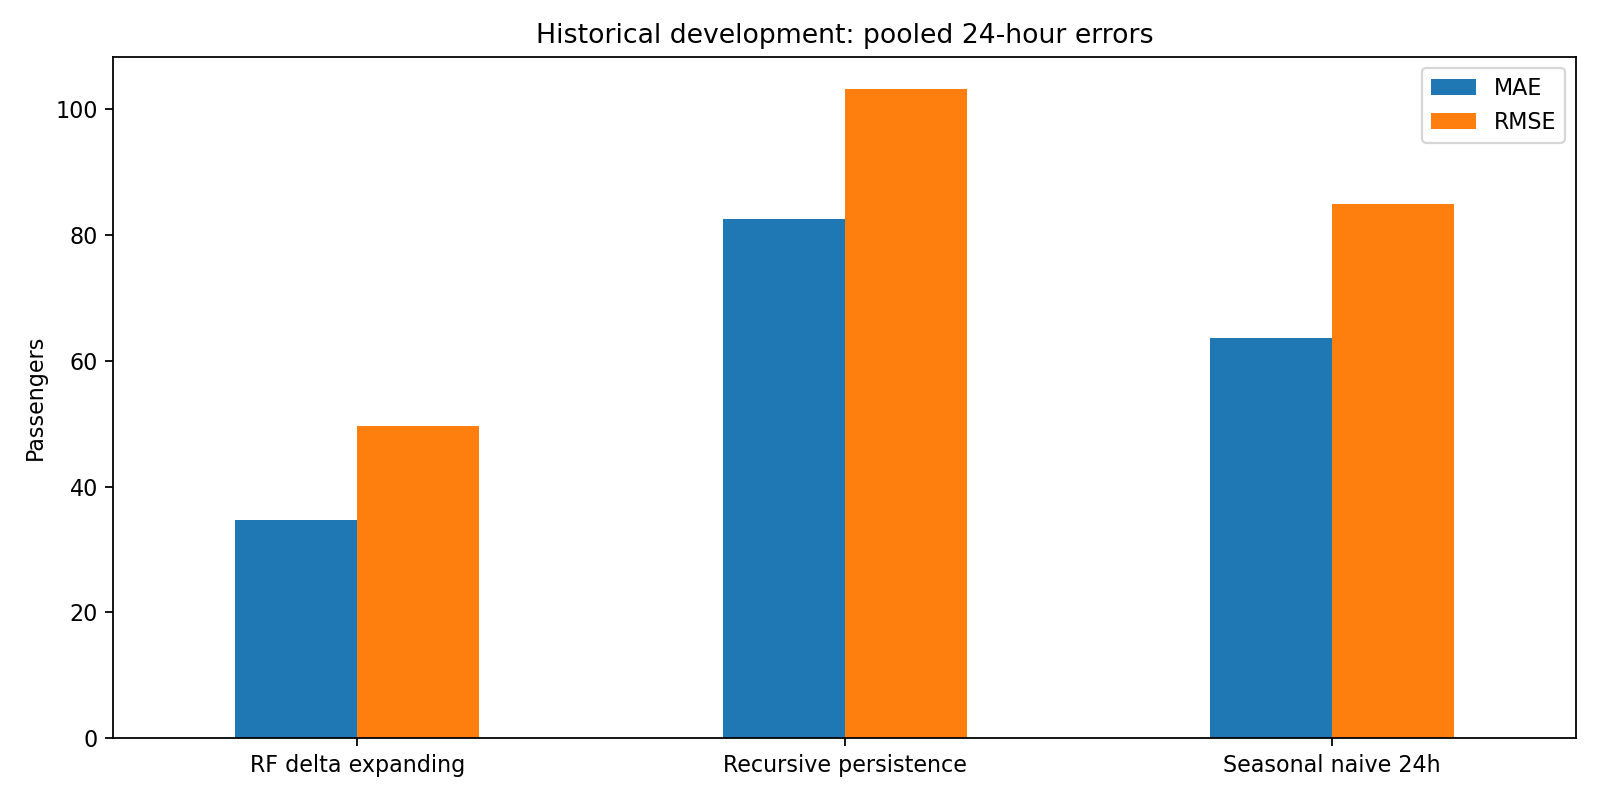 Historical development: pooled 24-hour errors
MAE
RMSE
Passengers
100
80
60
40
20
0
RF delta expanding
Recursive persistence
Seasonal naive 24h